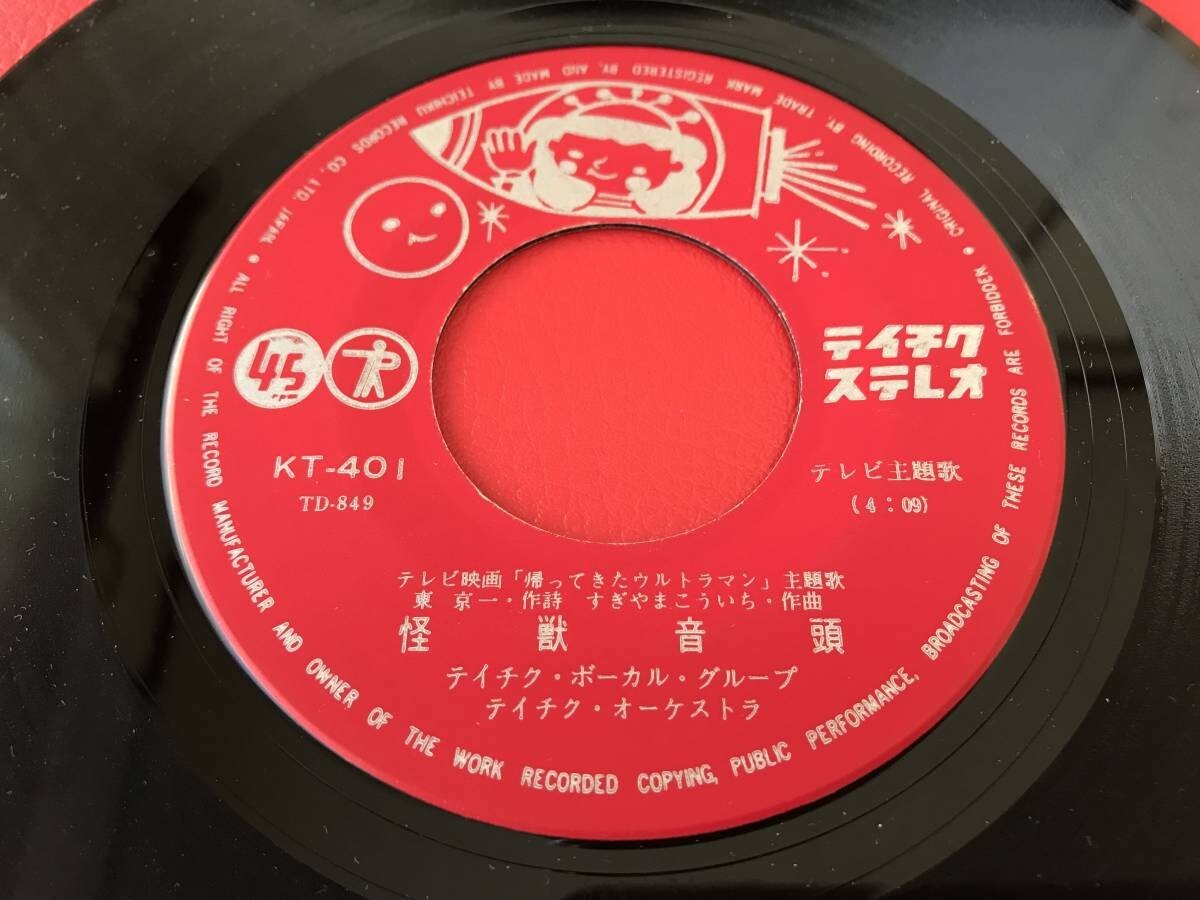 テイチク
ステレオ
KT-401
TD-849
テレビ主題歌
(4:09)
テレビ映画「帰ってきたウルトラマン」主題歌
東 京一・作詩 すぎやまこういち・作曲
怪獣音頭
テイチク・ボーカル・グループ
テイチク・オーケストラ
ORIGINAL RECORDING BY, TRADE MARK REGISTERED BY, AND MADE BY TEICHIKU RECORDS CO., LTD. JAPAN. • ALL RIGHT OF THE RECORD MANUFACTURER AND OWNER OF THE WORK RECORDED COPYING, PUBLIC PERFORMANCE, BROADCASTING OF THESE RECORDS ARE FORBIDDEN. •